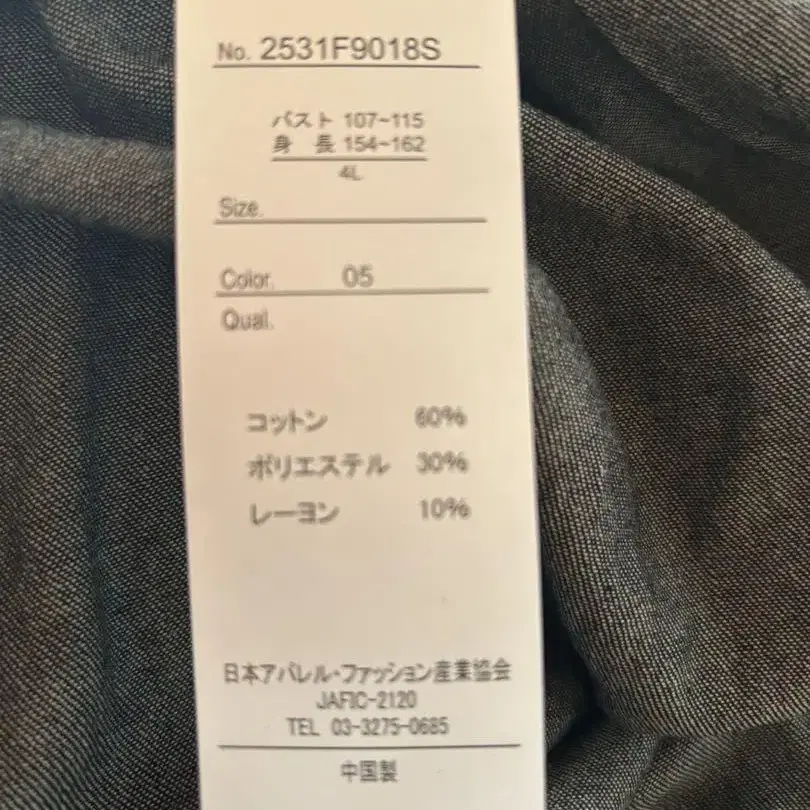 No. 2531F9018S
バスト 107~115
身 長 154~162
4L
Size.
Color. 05
Qual.
コットン 60%
ポリエステル 30%
レーヨン 10%
日本アパレル・ファッション産業協会
JAFIC-2120
TEL 03-3275-0685
中国製